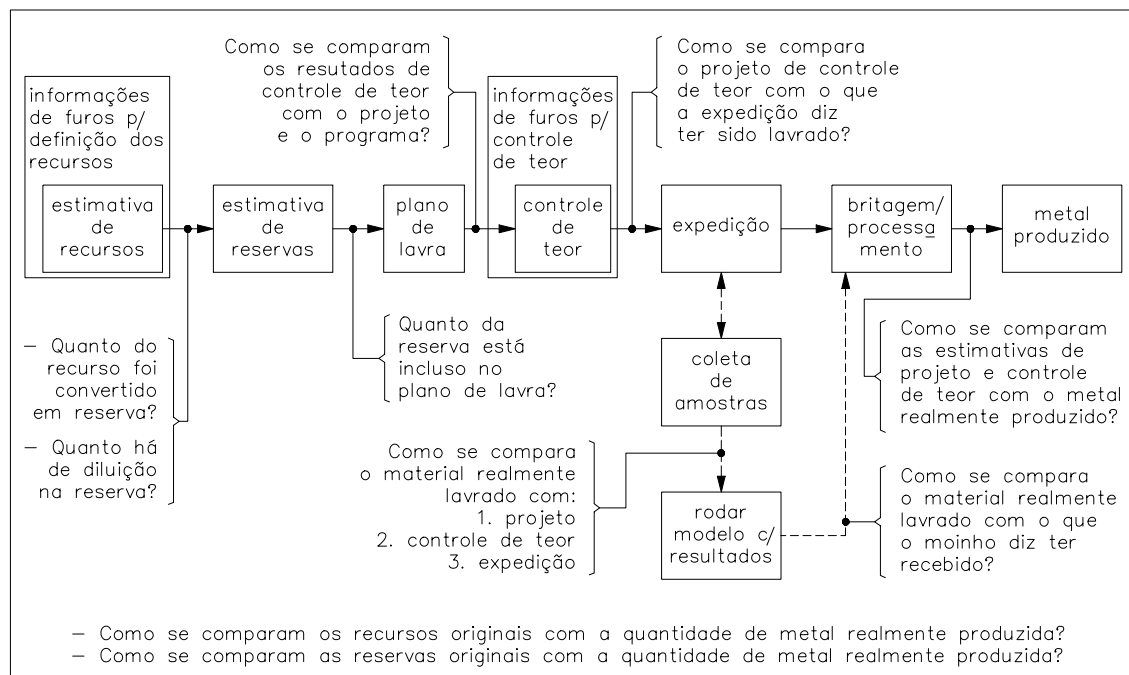 Como se comparam
os resutados de
controle de teor
com o projeto
e o programa?
Como se compara
o projeto de controle
de teor com o que
a expedição diz
ter sido lavrado?
informações
de furos p/
definição dos
recursos
informações
de furos p/
controle
de teor
estimativa
de
recursos
estimativa
de
reservas
plano
de
lavra
controle
de
teor
expedição
britagem/
processa
mento
metal
produzido
– Quanto do
recurso foi
convertido
em reserva?
– Quanto há
de diluição
na reserva?
Quanto da
reserva está
incluso no
plano de lavra?
coleta
de
amostras
Como se comparam
as estimativas de
projeto e controle
de teor com o metal
realmente produzido?
Como se compara
o material realmente
lavrado com:
1. projeto
2. controle de teor
3. expedição
rodar
modelo c/
resultados
Como se compara
o material realmente
lavrado com o que
o moinho diz ter
recebido?
– Como se comparam os recursos originais com a quantidade de metal realmente produzida?
– Como se comparam as reservas originais com a quantidade de metal realmente produzida?